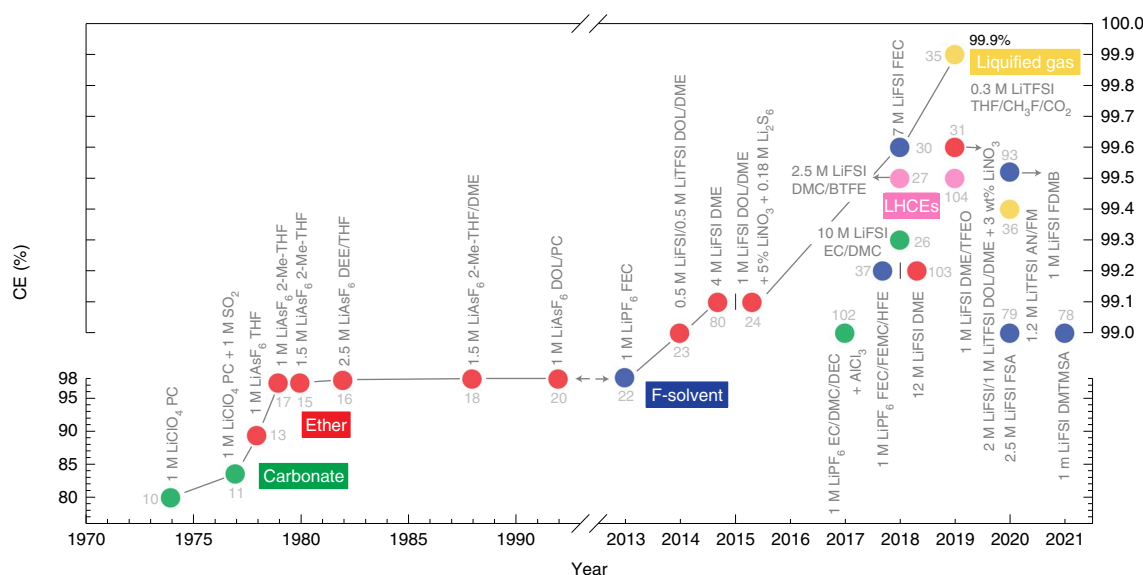 100.0
99.9
99.8
99.7
99.6
99.5
99.4
99.3
99.2
99.1
99.0
98
95
90
85
80
CE (%)
1970
1975
1980
1985
1990
2013
2014
2015
2016
2017
2018
2019
2020
2021
Year
10
1 M LiClO4 PC
11
1 M LiClO4 PC + 1 M SO2
13
1 M LiAsF6 THF
17
1 M LiAsF6 2-Me-THF
15
1.5 M LiAsF6 2-Me-THF
16
2.5 M LiAsF6 DEE/THF
18
1.5 M LiAsF6 2-Me-THF/DME
20
1 M LiAsF6 DOL/PC
22
1 M LiPF6 FEC
23
0.5 M LiFSI/0.5 M LiTFSI DOL/DME
80
4 M LiFSI DME
24
1 M LiFSI DOL/DME
+ 5% LiNO3 + 0.18 M Li2S6
Carbonate
Ether
F-solvent
LHCEs
99.9%
Liquified gas
35
0.3 M LiTFSI
THF/CH3F/CO2
7 M LiFSI FEC
30
2.5 M LiFSI
DMC/BTFE
27
10 M LiFSI
EC/DMC
26
37
1 M LiPF6 FEC/FEMC/HFE
103
12 M LiFSI DME
102
1 M LiPF6 EC/DMC/DEC
+ AlCl3
31
104
1 M LiFSI DME/TFEO
2 M LiFSI/1 M LiTFSI DOL/DME + 3 wt% LiNO3
93
1 M LiFSI FDMB
36
1.2 M LiTFSI AN/FM
79
2.5 M LiFSI FSA
78
1 m LiFSI DMTMSA